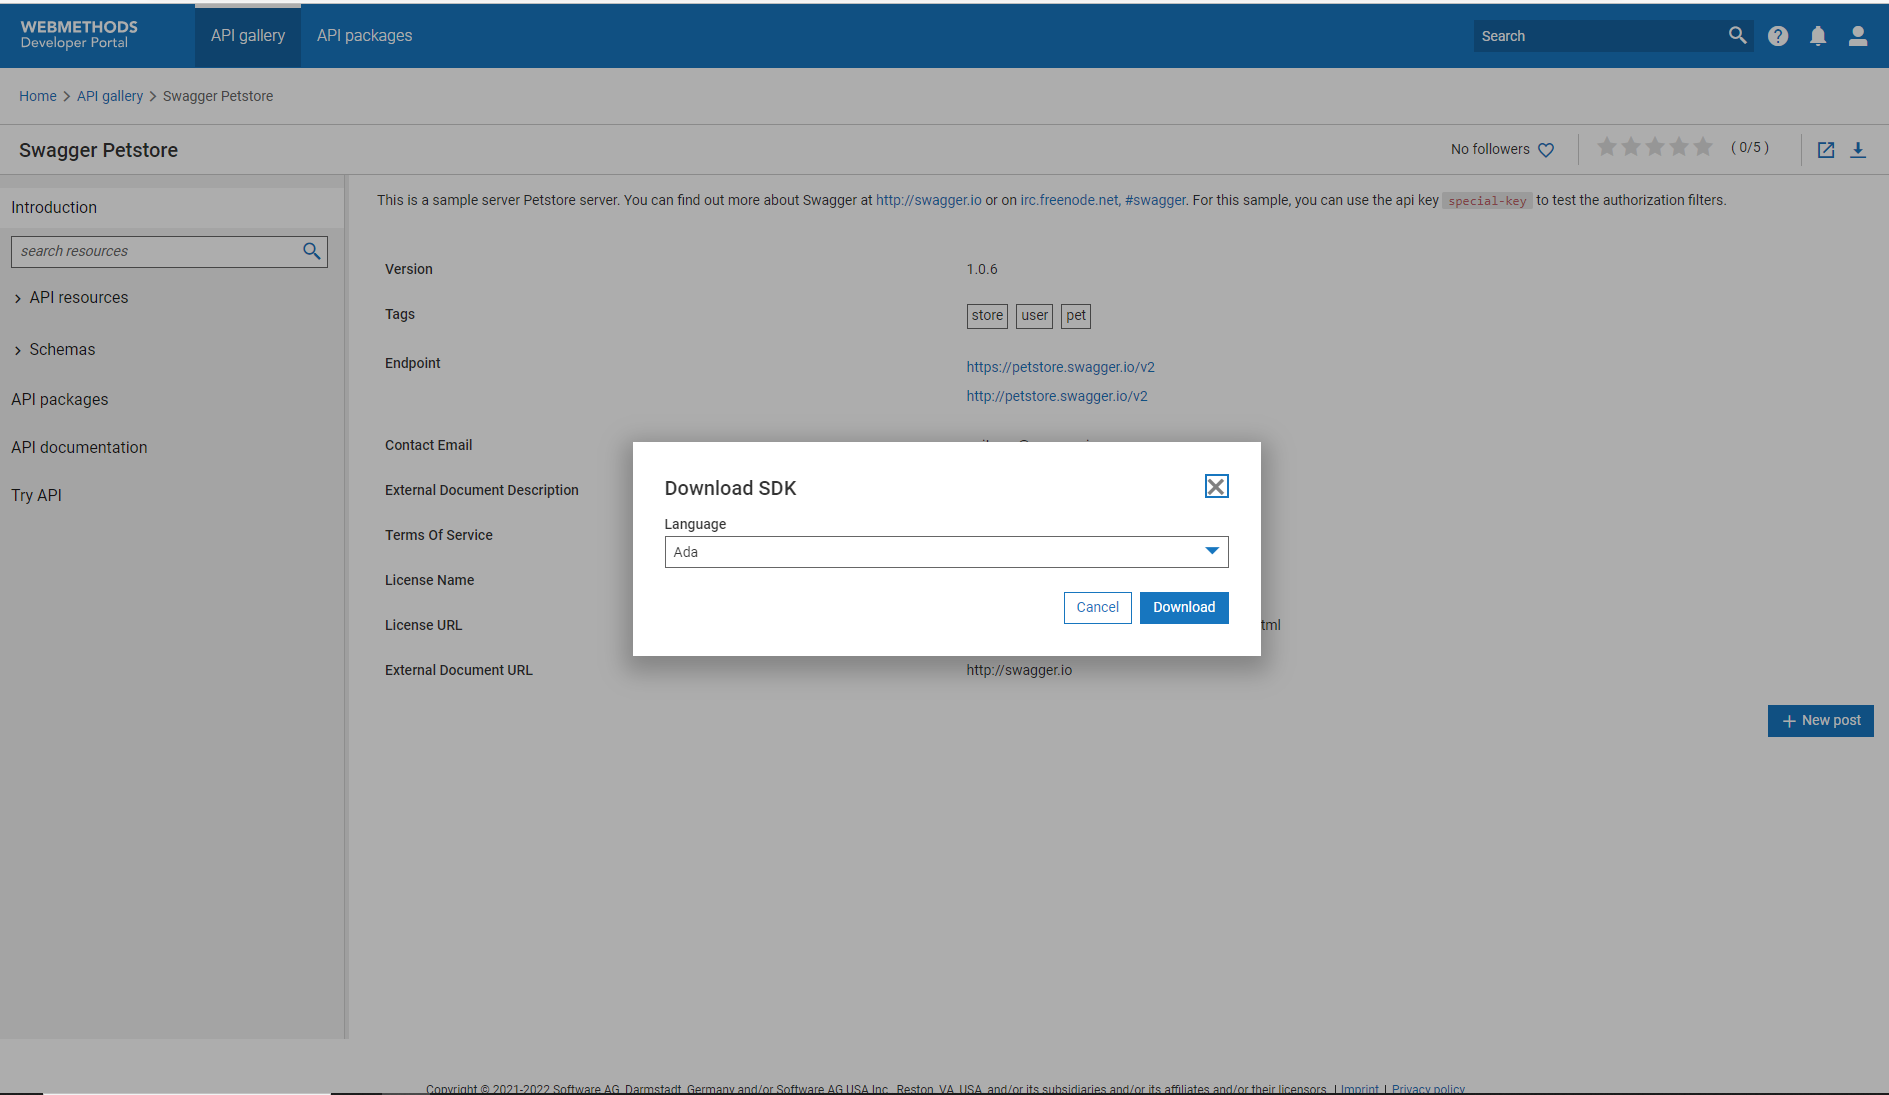 WEBMETHODS
Developer Portal
API gallery
API packages
Search
Home > API gallery > Swagger Petstore
Swagger Petstore
No followers
( 0/5 )
Introduction
search resources
API resources
Schemas
API packages
API documentation
Try API
This is a sample server Petstore server. You can find out more about Swagger at http://swagger.io or on irc.freenode.net, #swagger. For this sample, you can use the api key special-key to test the authorization filters.
Version 1.0.6
Tags store user pet
Endpoint https://petstore.swagger.io/v2
http://petstore.swagger.io/v2
Contact Email
External Document Description
Terms Of Service
License Name
License URL tml
External Document URL http://swagger.io
Download SDK
Language
Ada
Cancel Download
+ New post
Copyright © 2021-2022 Software AG, Darmstadt, Germany and/or Software AG USA Inc., Reston, VA, USA, and/or its subsidiaries and/or its affiliates and/or their licensors. | Imprint | Privacy policy